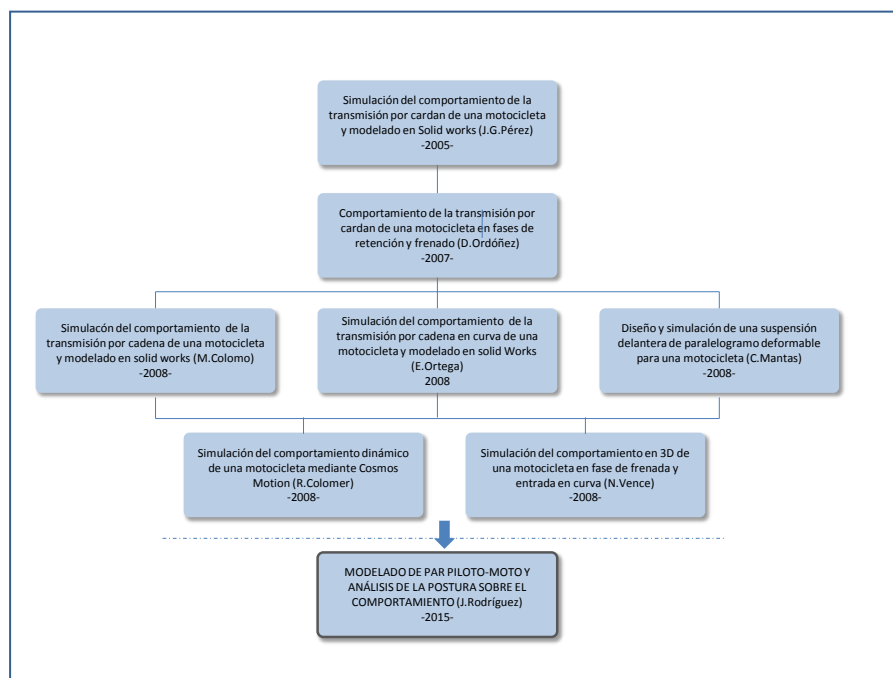 Simulación del comportamiento de la
transmisión por cardan de una motocicleta
y modelado en Solid works (J.G.Pérez)
-2005-
Comportamiento de la transmisión por
cardan de una motocicleta en fases de
retención y frenado (D.Ordóñez)
-2007-
Simulacón del comportamiento de la
transmisión por cadena de una motocicleta
y modelado en solid works (M.Colomo)
-2008-
Simulación del comportamiento de la
transmisión por cadena en curva de una
motocicleta y modelado en solid Works
(E.Ortega)
2008
Diseño y simulación de una suspensión
delantera de paralelogramo deformable
para una motocicleta (C.Mantas)
-2008-
Simulación del comportamiento dinámico
de una motocicleta mediante Cosmos
Motion (R.Colomer)
-2008-
Simulación del comportamiento en 3D de
una motocicleta en fase de frenada y
entrada en curva (N.Vence)
-2008-
MODELADO DE PAR PILOTO-MOTO Y
ANÁLISIS DE LA POSTURA SOBRE EL
COMPORTAMIENTO (J.Rodríguez)
-2015-